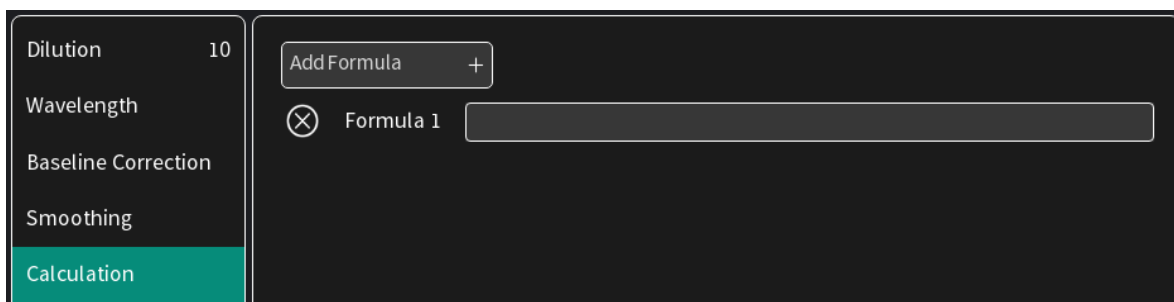 Dilution 10
Wavelength
Baseline Correction
Smoothing
Calculation
Add Formula +
Formula 1